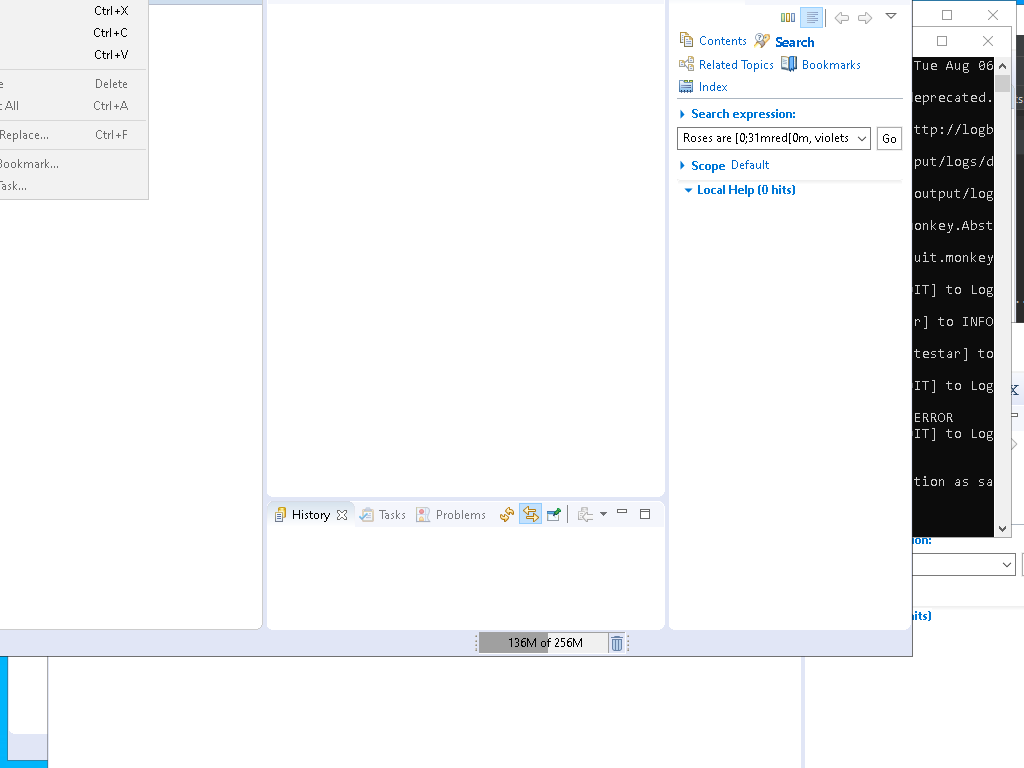 Ctrl+X
Ctrl+C
Ctrl+V
Delete
All Ctrl+A
Replace... Ctrl+F
Bookmark...
Task...
Contents Search
Related Topics Bookmarks
Index
Search expression:
Roses are [0;31mred[0m, violets Go
Scope Default
Local Help (0 hits)
History Tasks Problems
136M of 256M
Tue Aug 06
deprecated.
ttp://logb
put/logs/d
output/log
onkey.Abst
uit.monkey
IT] to Log
r] to INFO
testar] to
IT] to Log
ERROR
IT] to Log
tion as sa
ion:
hits)